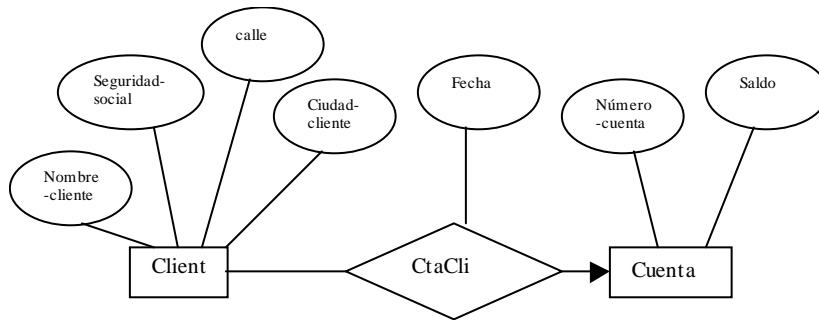 calle
Seguridad-
social
Fecha
Saldo
Ciudad-
cliente
Número
-cuenta
Nombre
-cliente
Client
CtaCli
Cuenta